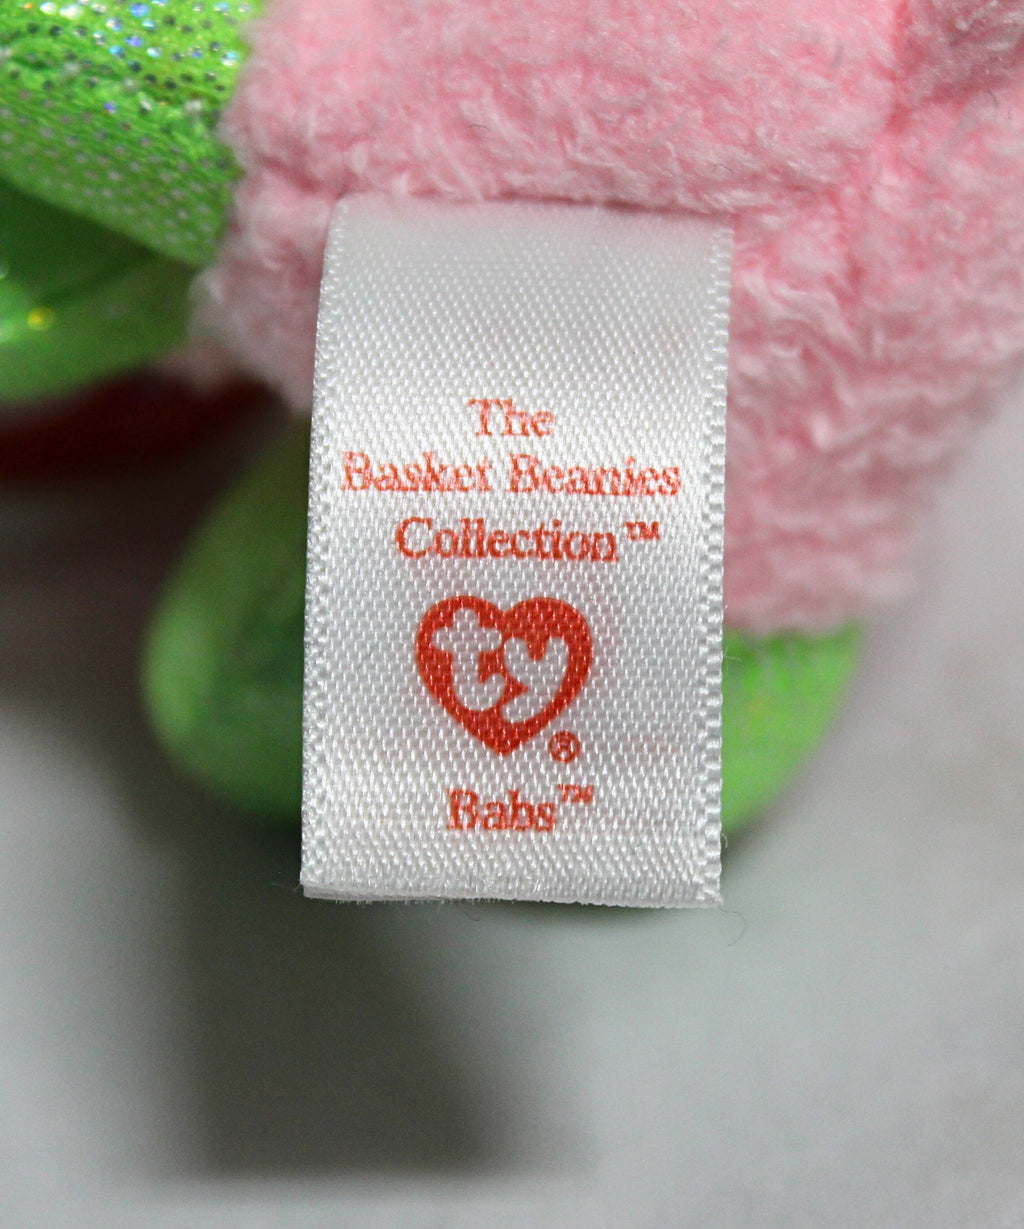 The
Basket Beanies
Collection™
ty
®
Babs™